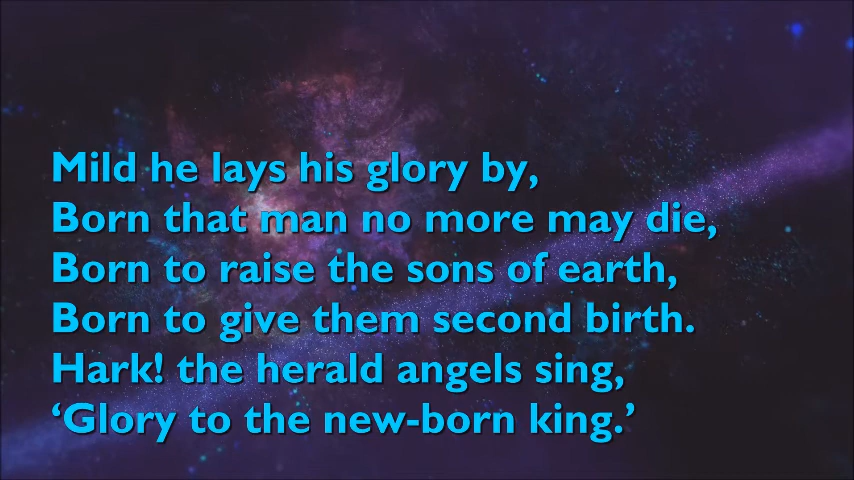 Mild he lays his glory by,
Born that man no more may die,
Born to raise the sons of earth,
Born to give them second birth.
Hark! the herald angels sing,
‘Glory to the new-born king.’